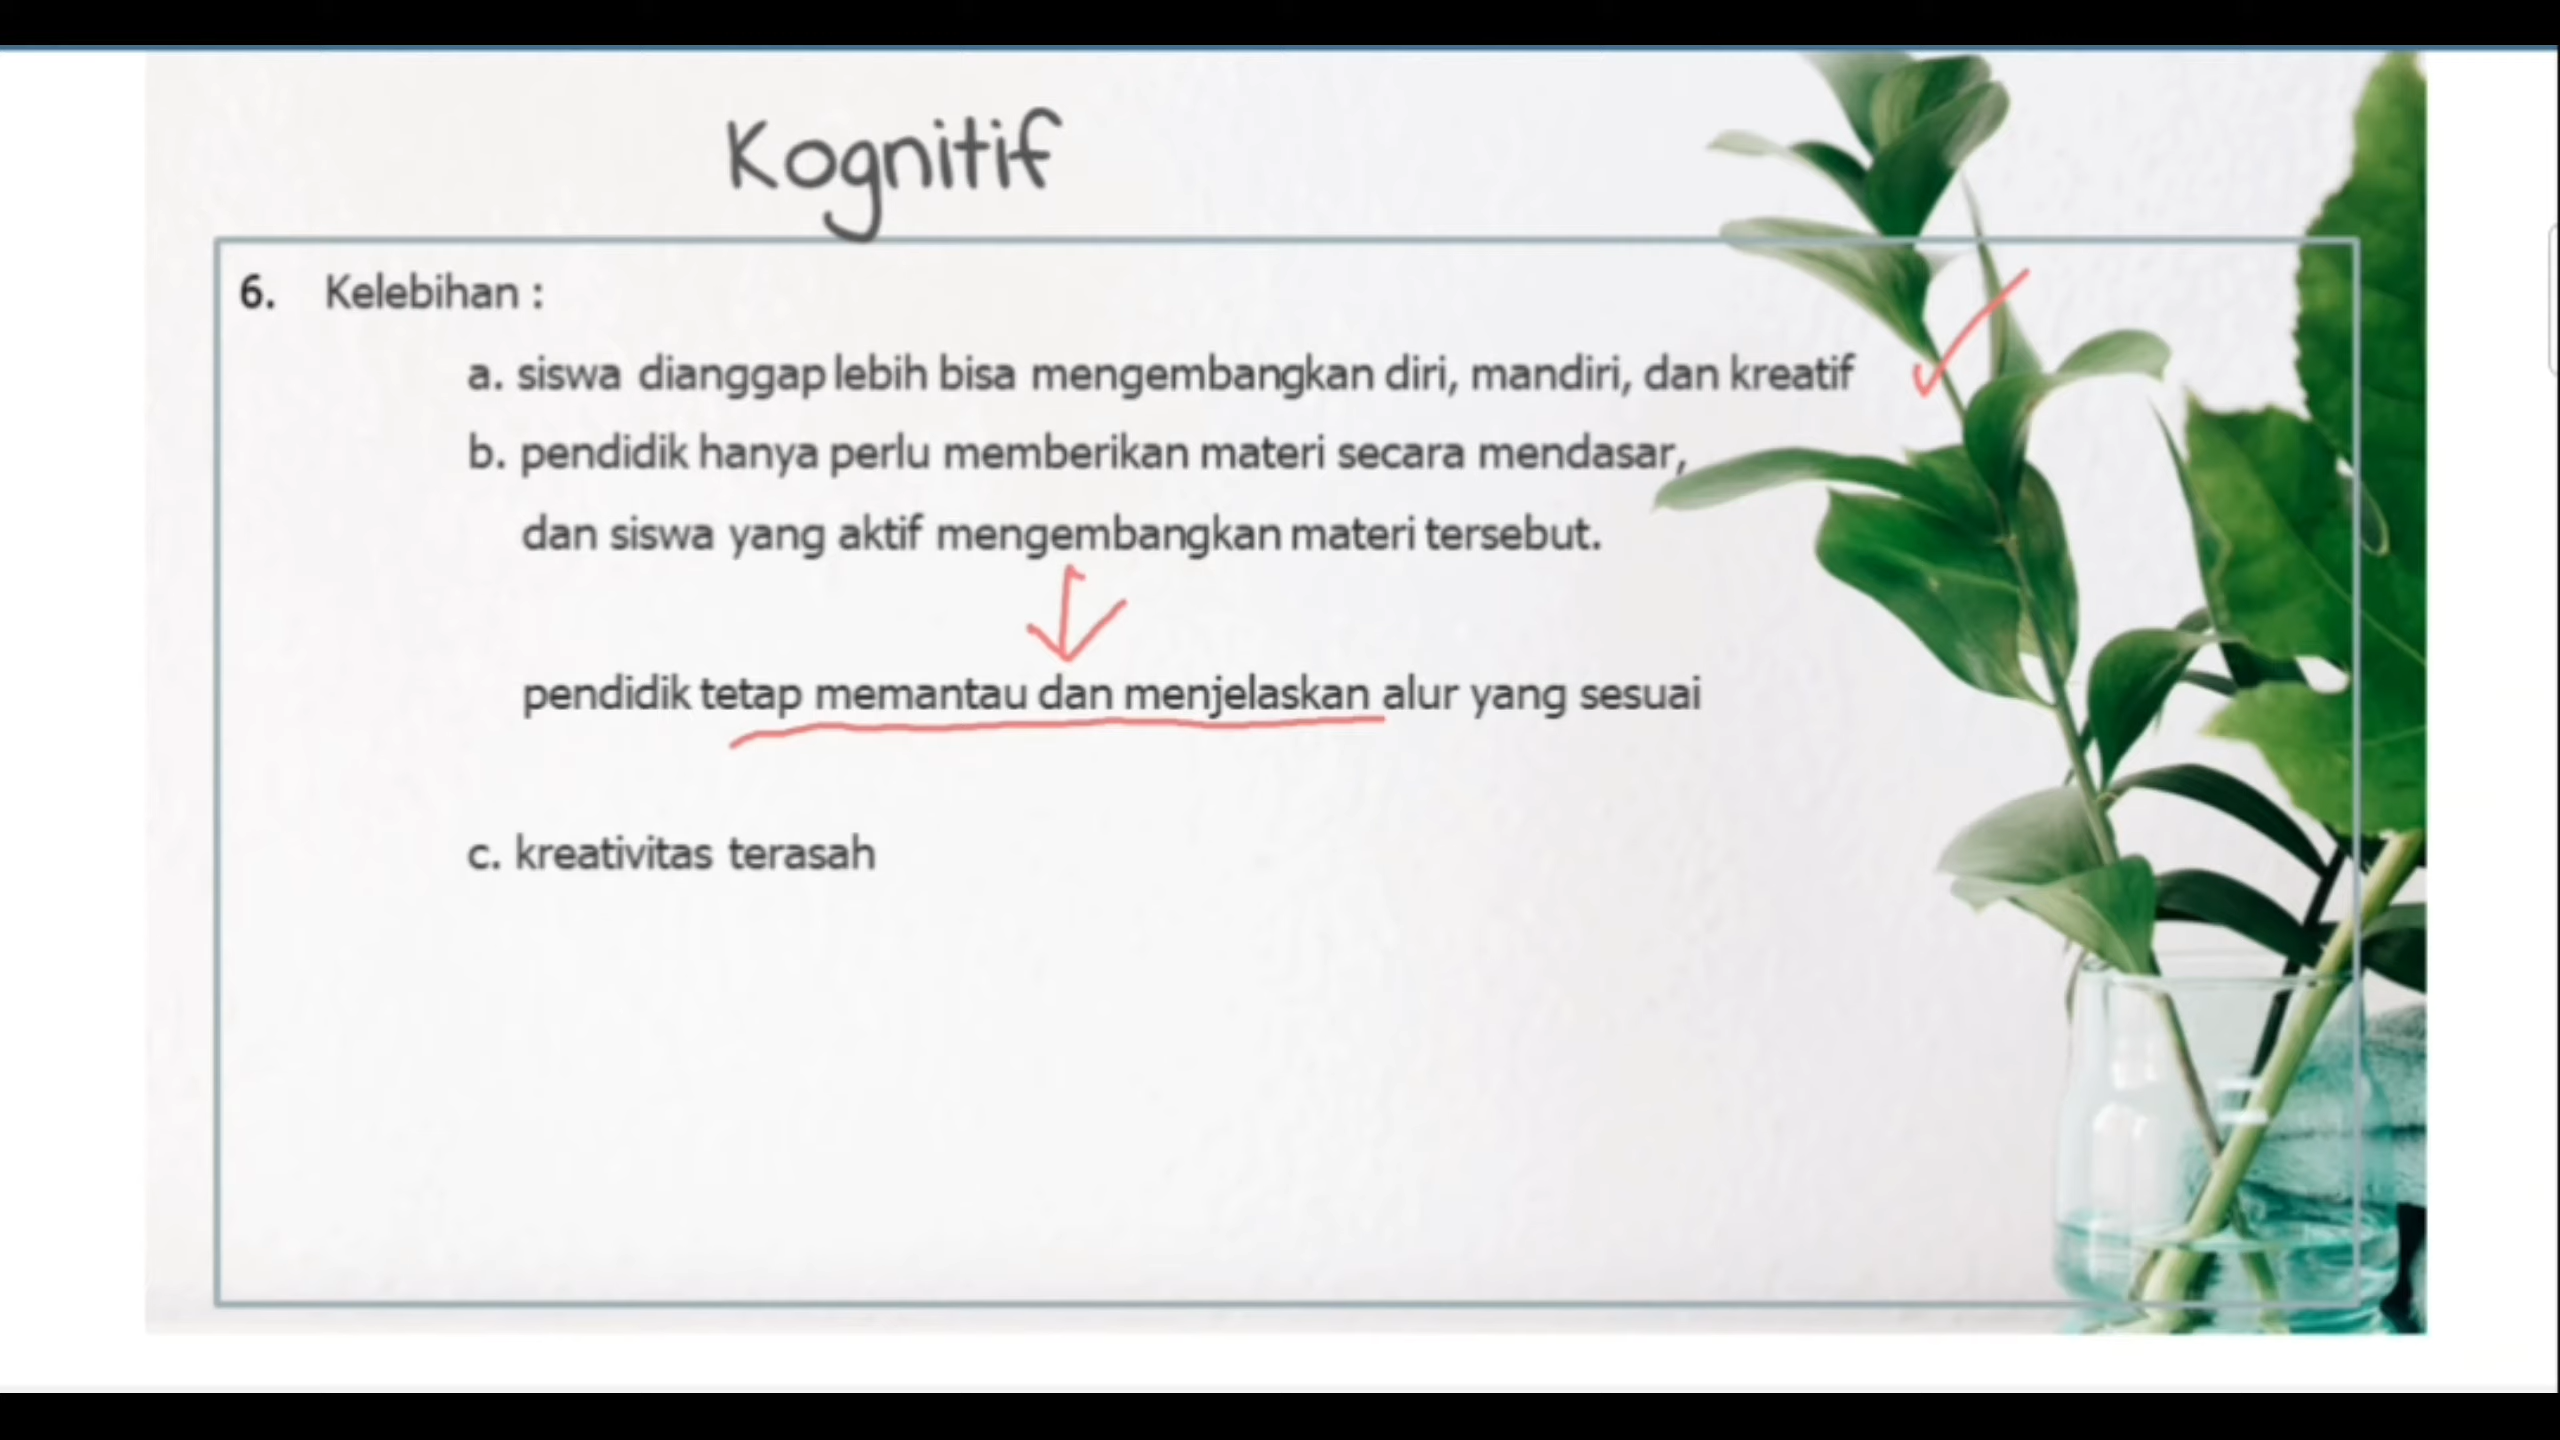 Kognitif
6. Kelebihan :
a. siswa dianggap lebih bisa mengembangkan diri, mandiri, dan kreatif
b. pendidik hanya perlu memberikan materi secara mendasar,
dan siswa yang aktif mengembangkan materi tersebut.
pendidik tetap memantau dan menjelaskan alur yang sesuai
c. kreativitas terasah